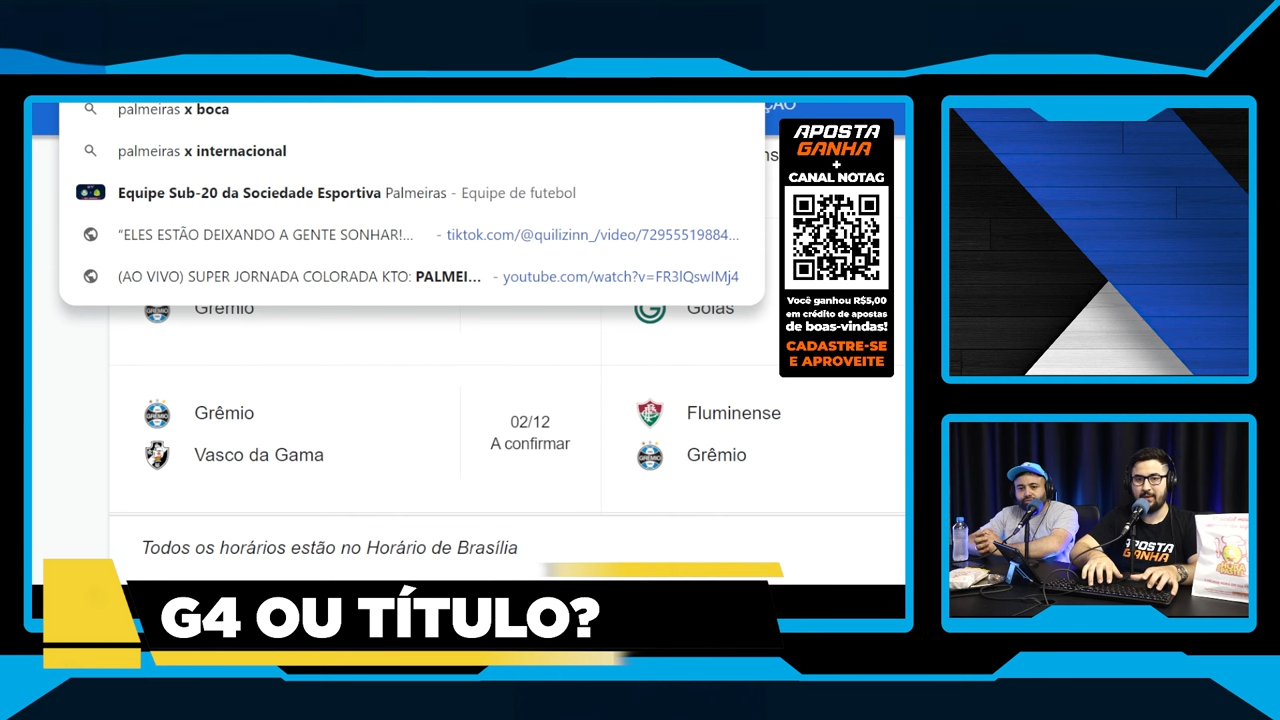 palmeiras x boca
palmeiras x internacional
Equipe Sub-20 da Sociedade Esportiva Palmeiras - Equipe de futebol
“ELES ESTÃO DEIXANDO A GENTE SONHAR!... - tiktok.com/@quilizinn_/video/72955519884...
(AO VIVO) SUPER JORNADA COLORADA KTO: PALMEI... - youtube.com/watch?v=FR3lQswIMj4
Grêmio
Goiás
Grêmio
Vasco da Gama
02/12
A confirmar
Fluminense
Grêmio
Todos os horários estão no Horário de Brasília
APOSTA
GANHA
+
CANAL NOTAG
Você ganhou R$5,00
em crédito de apostas
de boas-vindas!
CADASTRE-SE
E APROVEITE
APOSTA
GANHA
G4 OU TÍTULO?